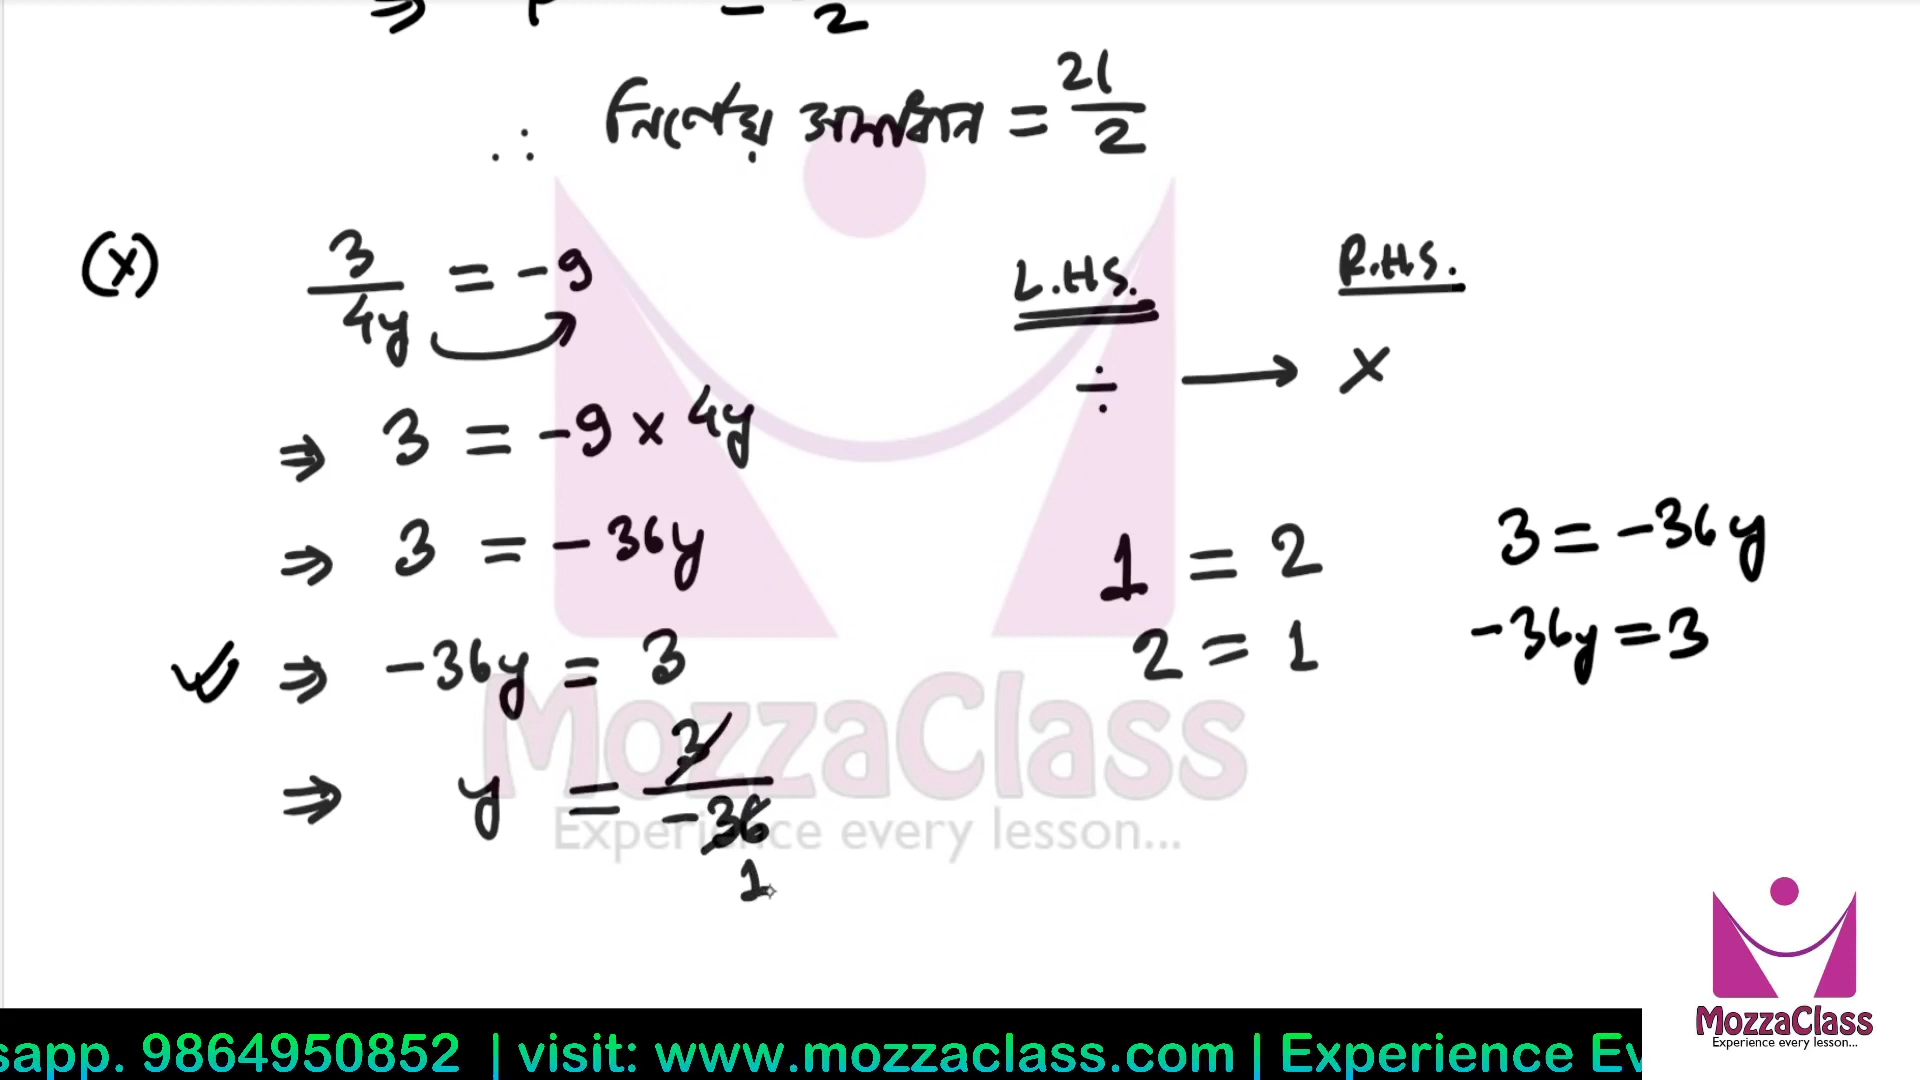 ⇒ = 2
∴ নির্ণেয় সমাধান = 21/2
(x) 3/4y = -9
L.H.S. R.H.S.
÷ → ×
⇒ 3 = -9 × 4y
⇒ 3 = -36y
1 = 2
2 = 1
3 = -36y
-36y = 3
⇒ -36y = 3
⇒ y = 3/-36
1
MozzaClass
Experience every lesson...
MozzaClass
Experience every lesson...
sapp. 9864950852 | visit: www.mozzaclass.com | Experience Ev